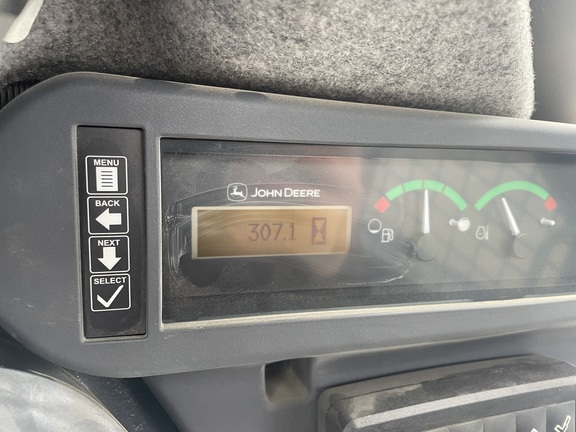 MENU
BACK
NEXT
SELECT
JOHN DEERE
307.1